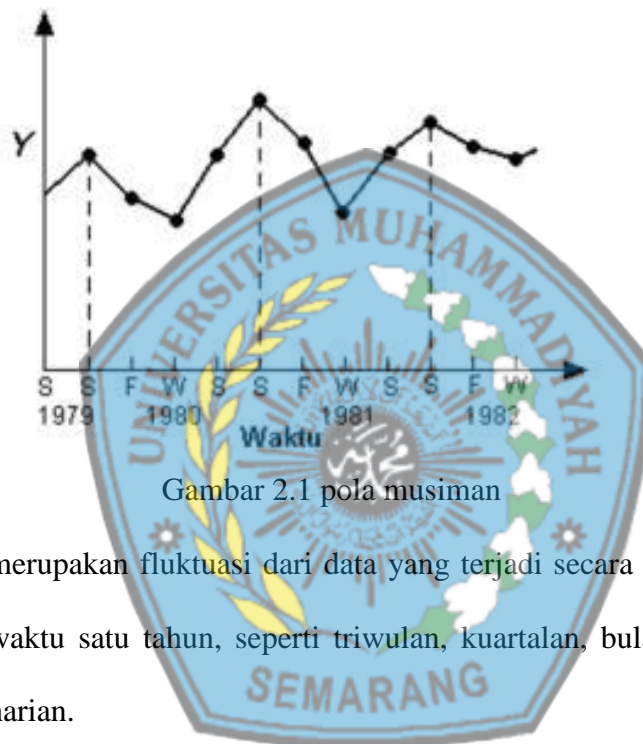 Y
S S F W S S F W S S F W
1979 1980 1981 1982
Waktu
UNIVERSITAS MUHAMMADIYAH
SEMARANG
Gambar 2.1 pola musiman
merupakan fluktuasi dari data yang terjadi secara
waktu satu tahun, seperti triwulan, kuartalan,
harian.